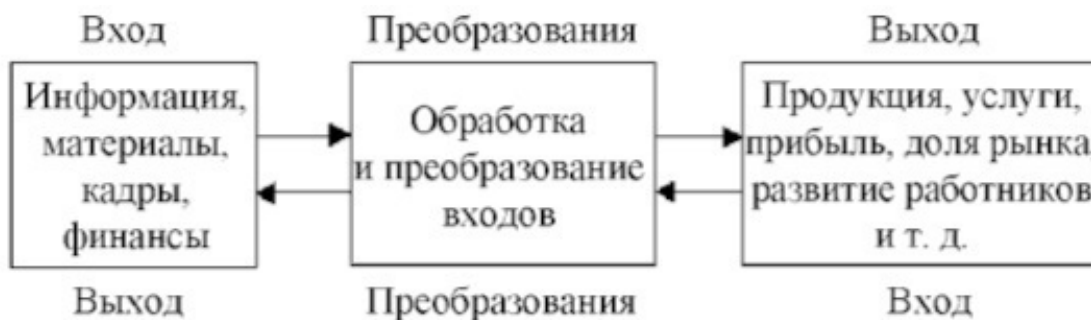 Вход
Преобразования
Выход
Информация,
материалы,
кадры,
финансы
Обработка
и преобразование
входов
Продукция, услуги,
прибыль, доля рынка,
развитие работников
и т. д.
Выход
Преобразования
Вход